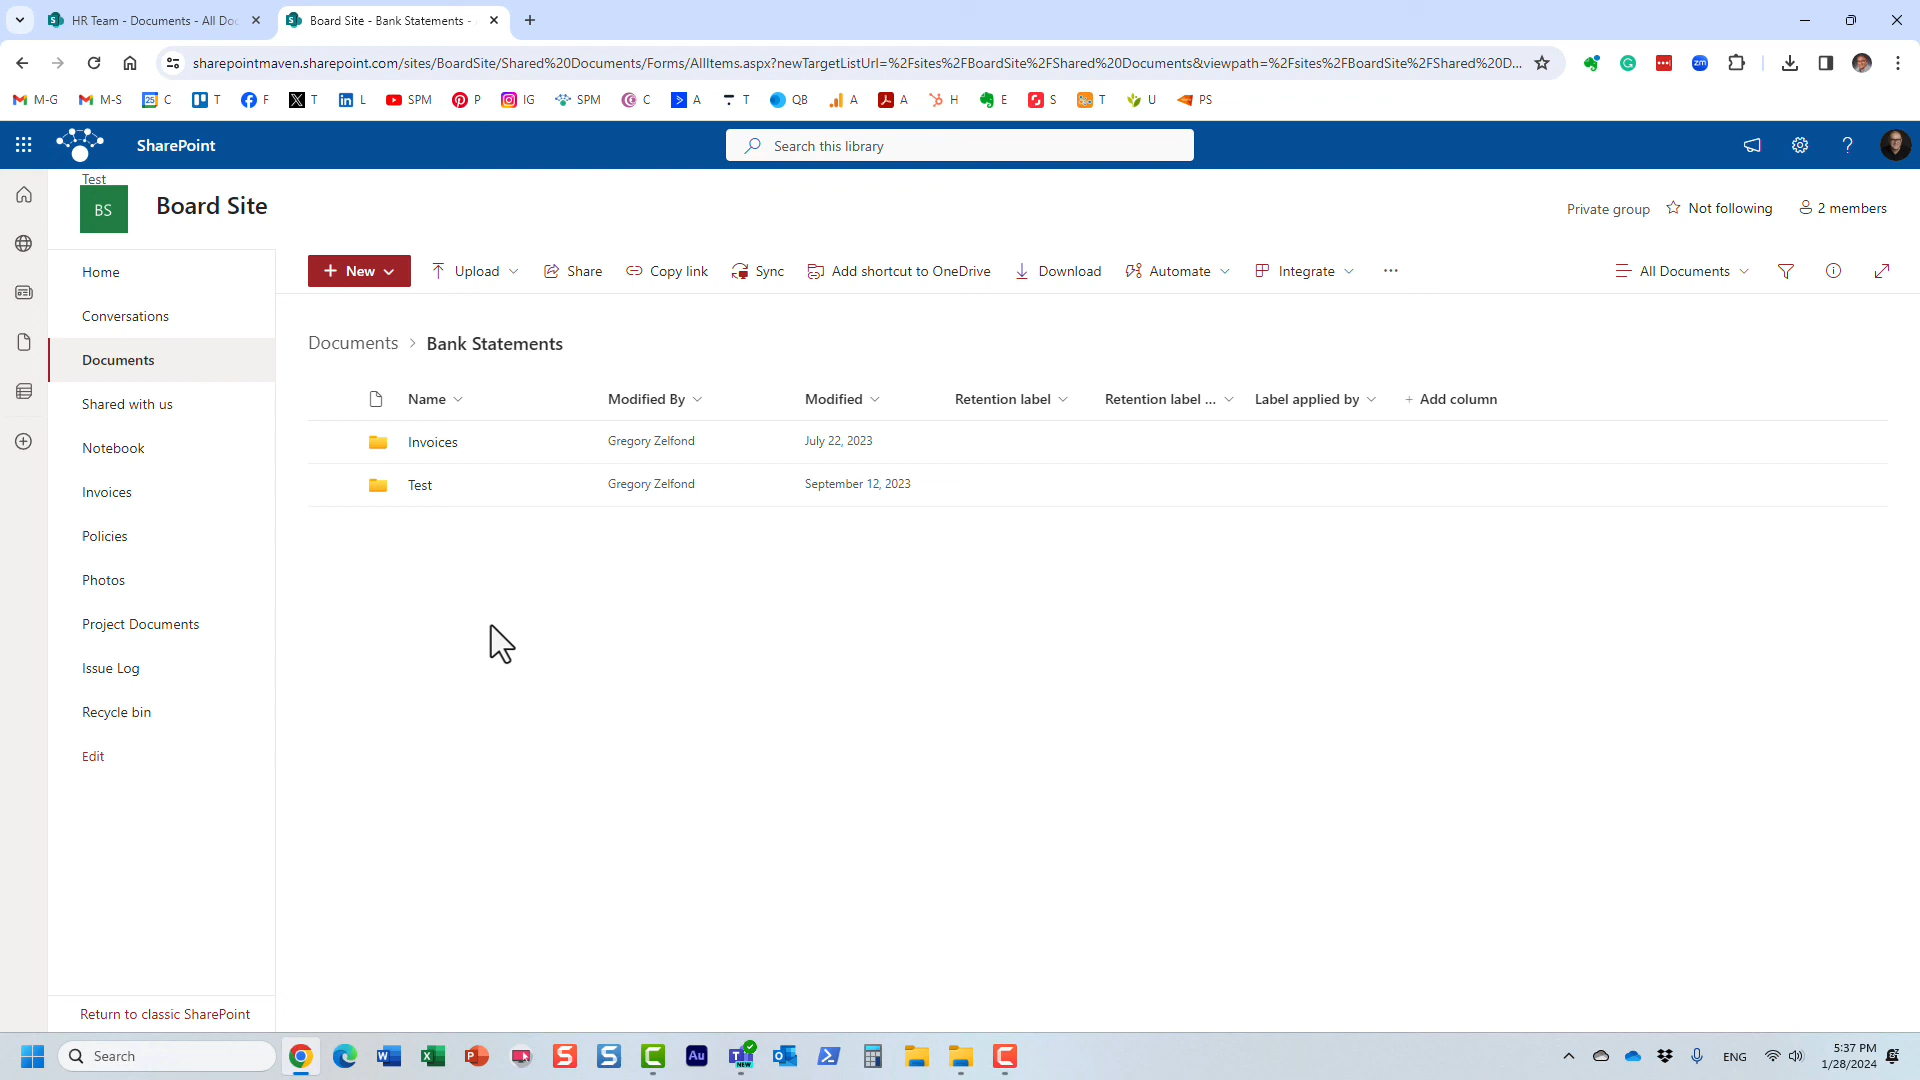 HR Team - Documents - All Doc
Board Site - Bank Statements -
sharepointmaven.sharepoint.com/sites/BoardSite/Shared%20Documents/Forms/AllItems.aspx?newTargetListUrl=%2Fsites%2FBoardSite%2FShared%20Documents&viewpath=%2Fsites%2FBoardSite%2FShared%20D...
M-G M-S C T F T L SPM P IG SPM C A T QB A A H E S T U PS
SharePoint
Search this library
Test
BS
Board Site
Private group
Not following
2 members
Home
Conversations
Documents
Shared with us
Notebook
Invoices
Policies
Photos
Project Documents
Issue Log
Recycle bin
Edit
Return to classic SharePoint
New
Upload
Share
Copy link
Sync
Add shortcut to OneDrive
Download
Automate
Integrate
All Documents
Documents > Bank Statements
Name Modified By Modified Retention label Retention label ... Label applied by + Add column
Invoices Gregory Zelfond July 22, 2023
Test Gregory Zelfond September 12, 2023
Search
ENG
5:37 PM
1/28/2024